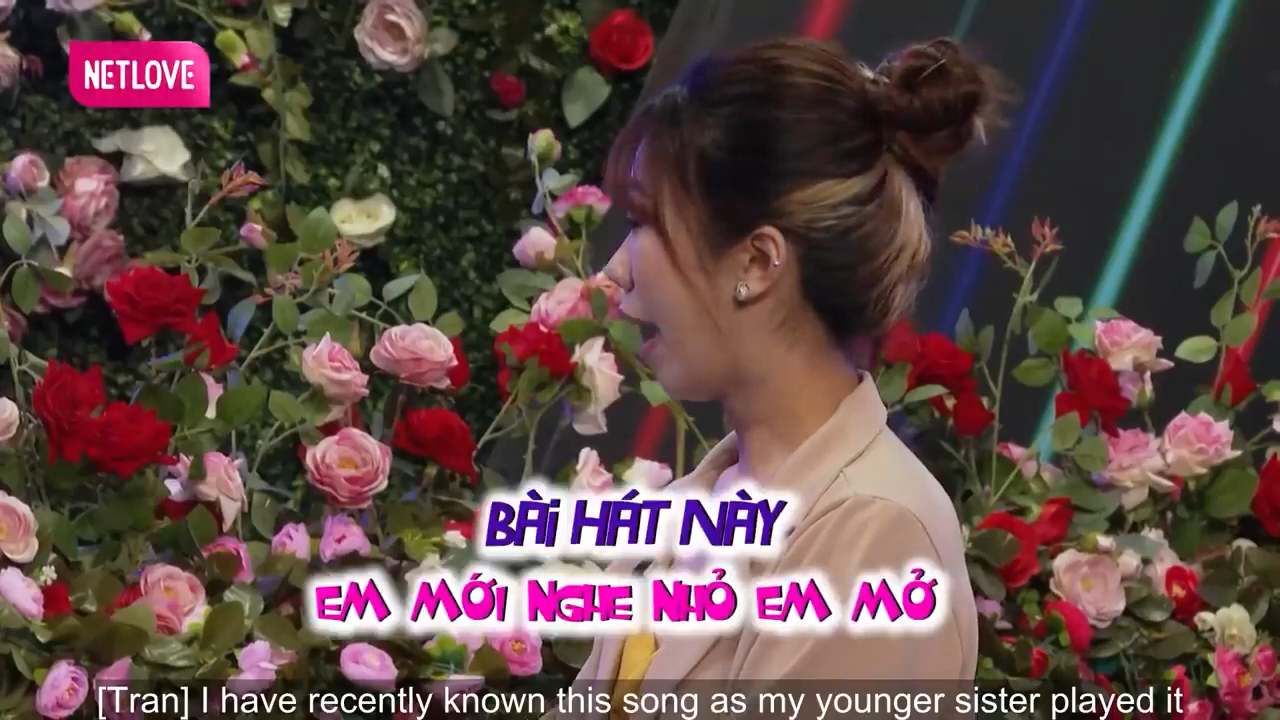 NETLOVE
BÀI HÁT NÀY
EM MỚI NGHE NHỎ EM MỞ
[Tran] I have recently known this song as my younger sister played it